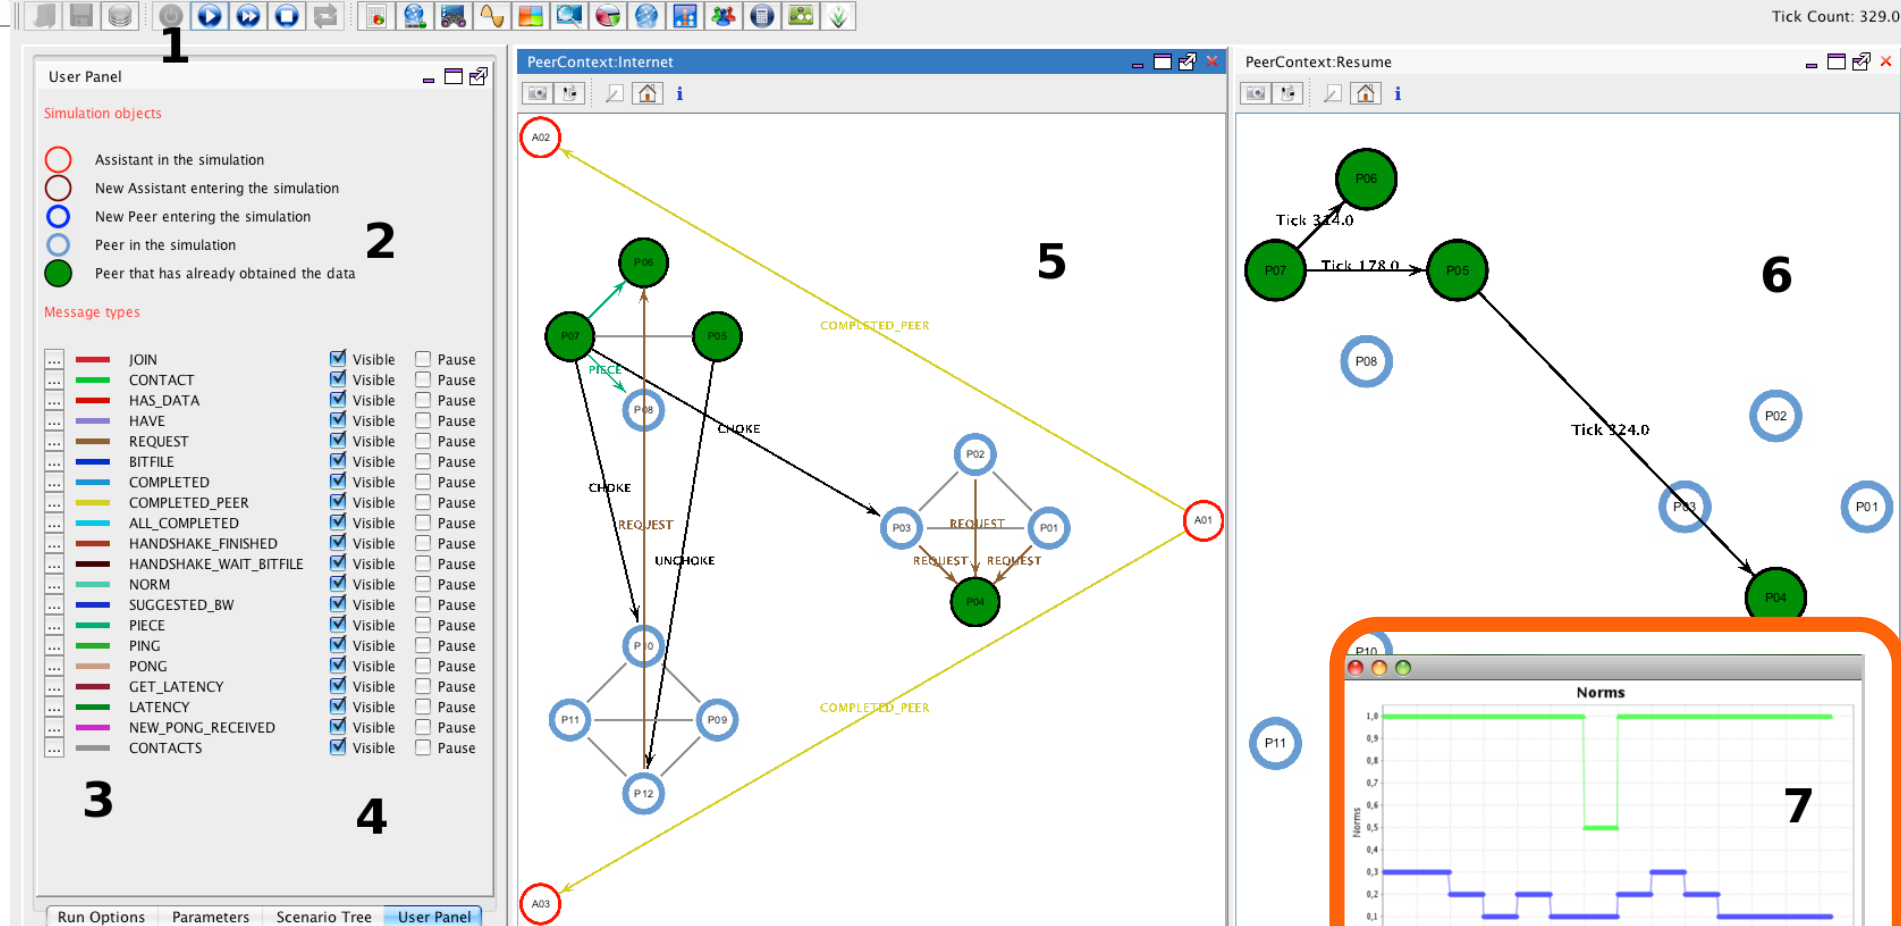 Tick Count: 329.0
1
User Panel
Simulation objects
Assistant in the simulation
New Assistant entering the simulation
New Peer entering the simulation
Peer in the simulation
Peer that has already obtained the data
2
Message types
... JOIN Visible Pause
... CONTACT Visible Pause
... HAS_DATA Visible Pause
... HAVE Visible Pause
... REQUEST Visible Pause
... BITFILE Visible Pause
... COMPLETED Visible Pause
... COMPLETED_PEER Visible Pause
... ALL_COMPLETED Visible Pause
... HANDSHAKE_FINISHED Visible Pause
... HANDSHAKE_WAIT_BITFILE Visible Pause
... NORM Visible Pause
... SUGGESTED_BW Visible Pause
... PIECE Visible Pause
... PING Visible Pause
... PONG Visible Pause
... GET_LATENCY Visible Pause
... LATENCY Visible Pause
... NEW_PONG_RECEIVED Visible Pause
... CONTACTS Visible Pause
3
4
Run Options Parameters Scenario Tree User Panel
PeerContext:Internet
i
A02
5
P06
COMPLETED_PEER
P07
P05
PIECE
P08
CHOKE
P02
CHOKE
REQUEST
P03
REQUEST
P01
A01
UNCHOKE
REQUEST
REQUEST
P04
P10
COMPLETED_PEER
P11
P09
P12
A03
PeerContext:Resume
i
P06
Tick 314.0
P07
Tick 178.0
P05
6
P08
P02
Tick 324.0
P03
P01
P04
P10
P11
Norms
1,0
0,9
0,8
0,7
0,6
0,5
0,4
0,3
0,2
0,1
Norms
7